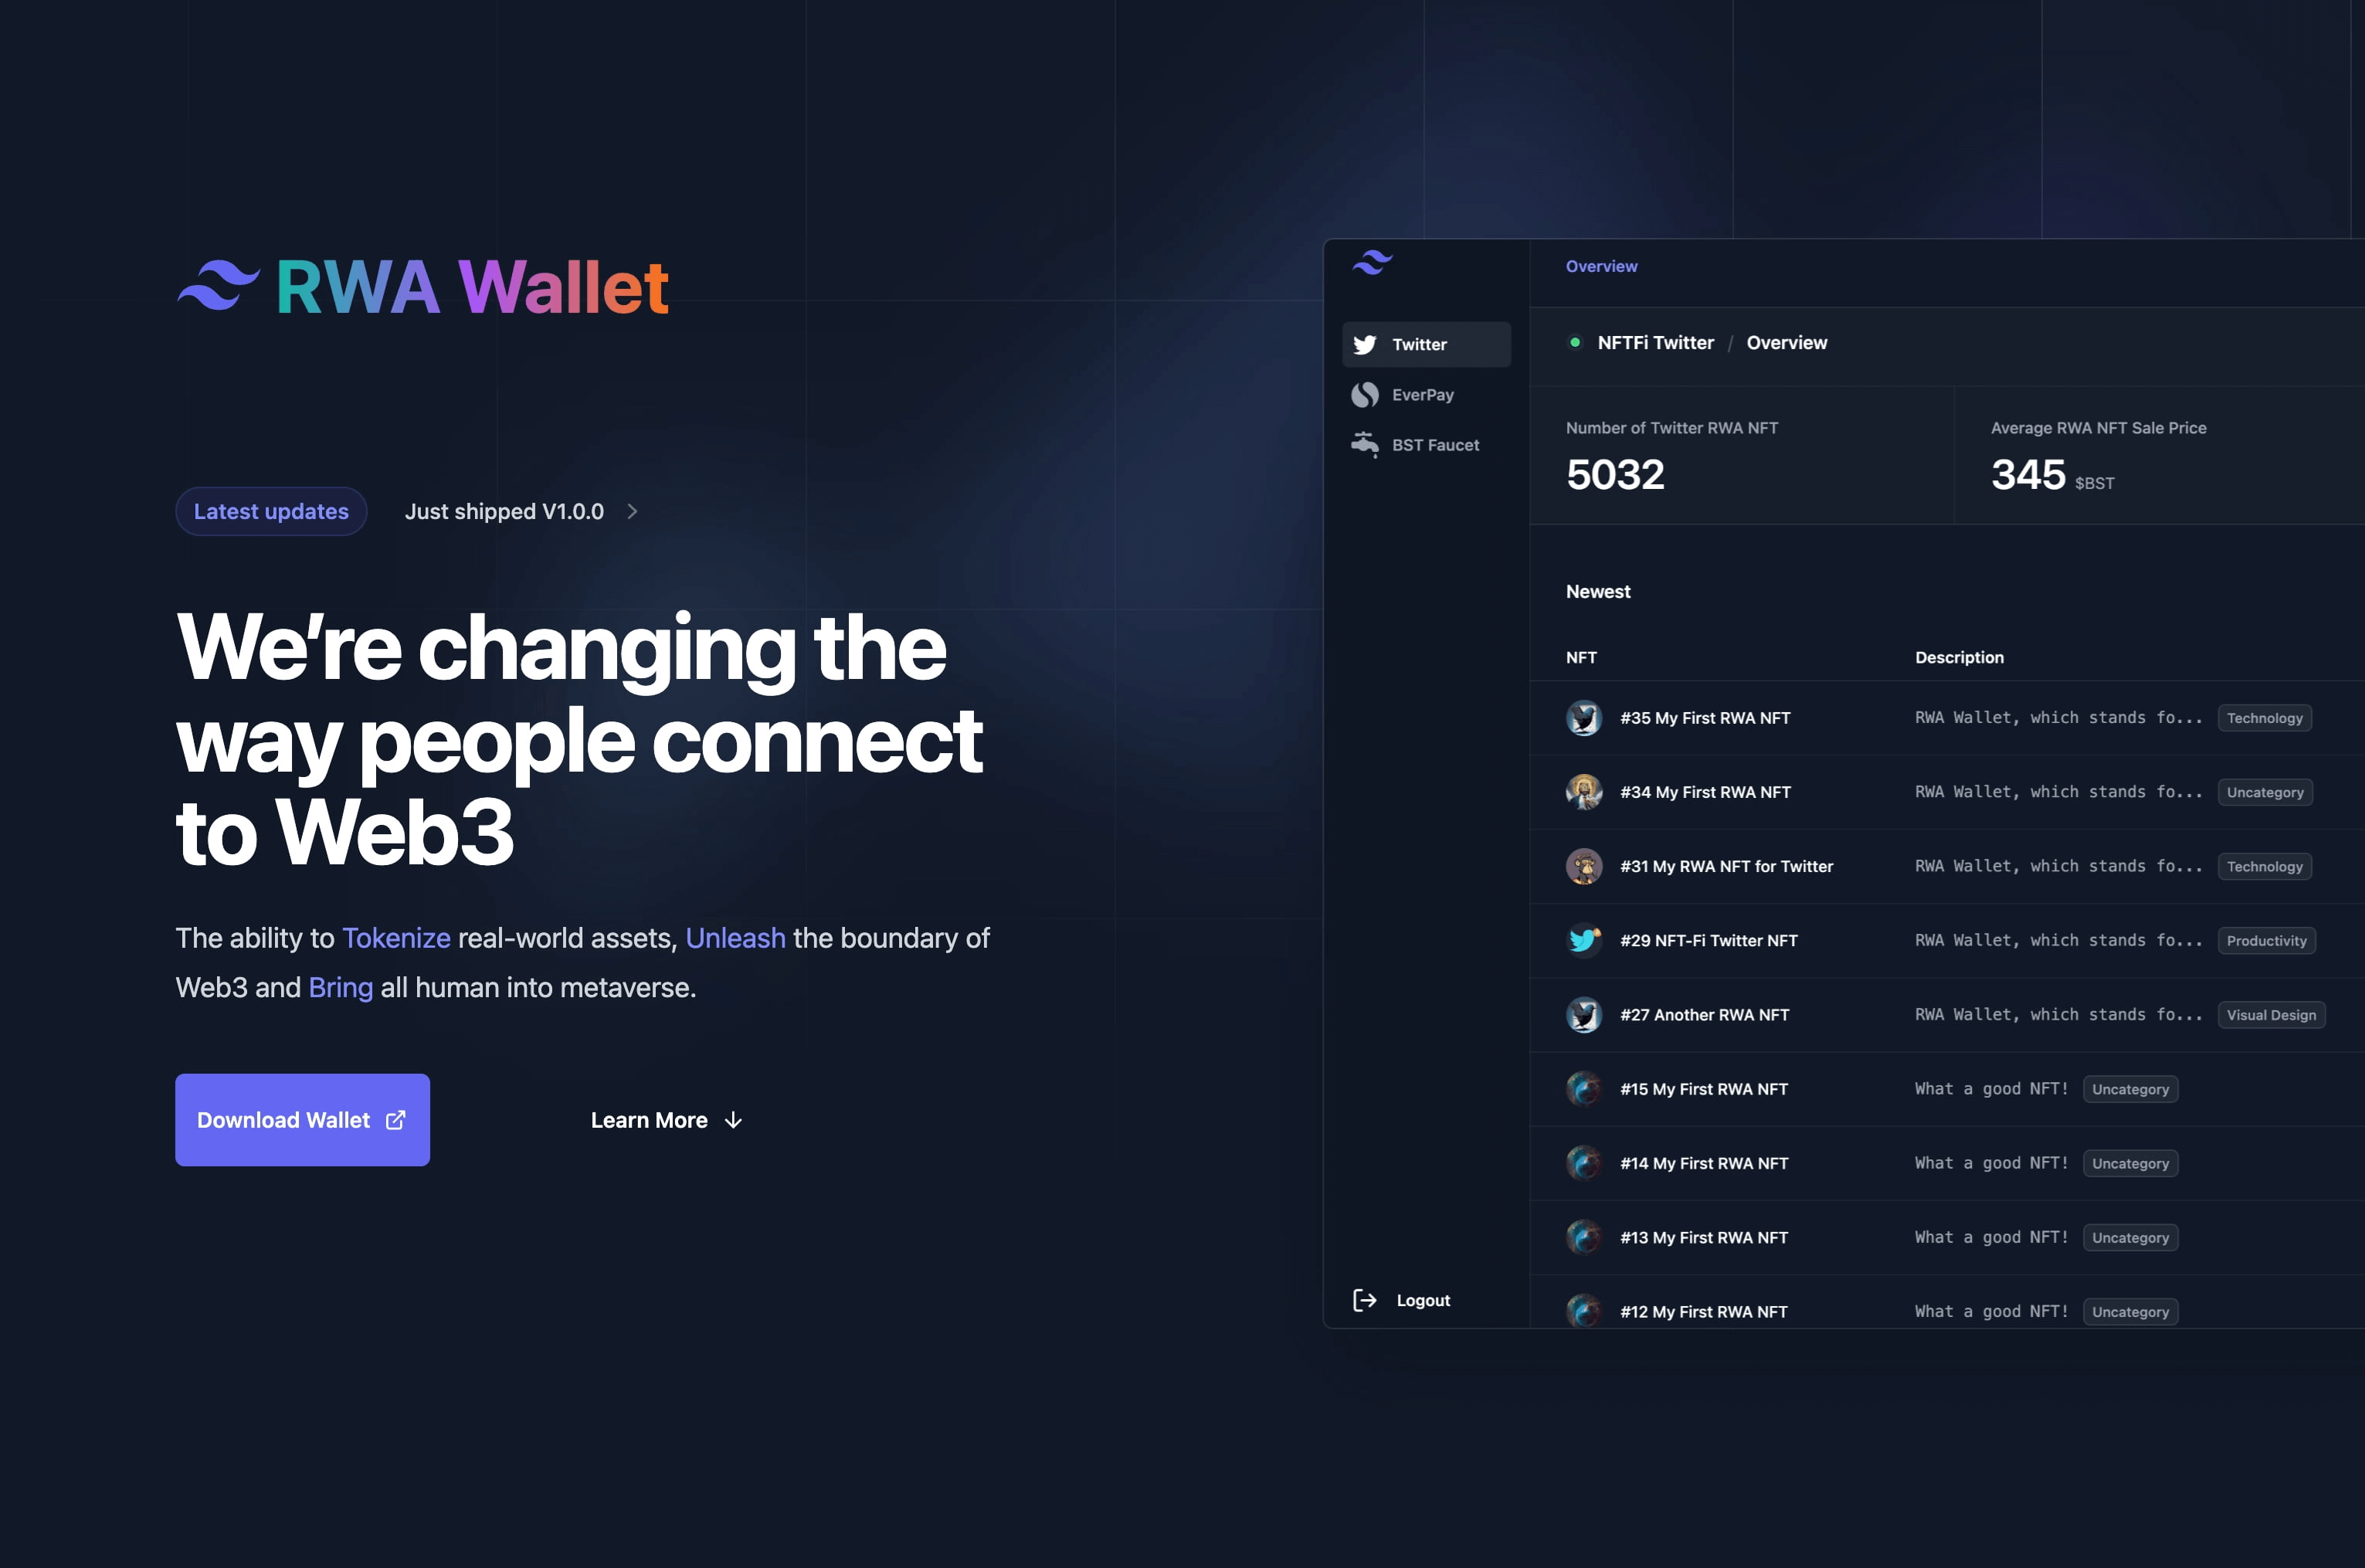 RWA Wallet
Latest updates
Just shipped V1.0.0
We're changing the
way people connect
to Web3
The ability to Tokenize real-world assets, Unleash the boundary of
Web3 and Bring all human into metaverse.
Download Wallet
Learn More
Twitter
EverPay
BST Faucet
Logout
Overview
NFTFi Twitter / Overview
Number of Twitter RWA NFT
5032
Average RWA NFT Sale Price
345 $BST
Newest
NFT Description
#35 My First RWA NFT RWA Wallet, which stands fo... Technology
#34 My First RWA NFT RWA Wallet, which stands fo... Uncategory
#31 My RWA NFT for Twitter RWA Wallet, which stands fo... Technology
#29 NFT-Fi Twitter NFT RWA Wallet, which stands fo... Productivity
#27 Another RWA NFT RWA Wallet, which stands fo... Visual Design
#15 My First RWA NFT What a good NFT! Uncategory
#14 My First RWA NFT What a good NFT! Uncategory
#13 My First RWA NFT What a good NFT! Uncategory
#12 My First RWA NFT What a good NFT! Uncategory